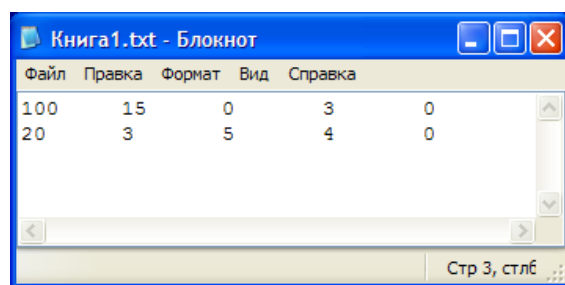 Книга1.txt - Блокнот
Файл Правка Формат Вид Справка
100 15 0 3 0
20 3 5 4 0
Стр 3, стлб